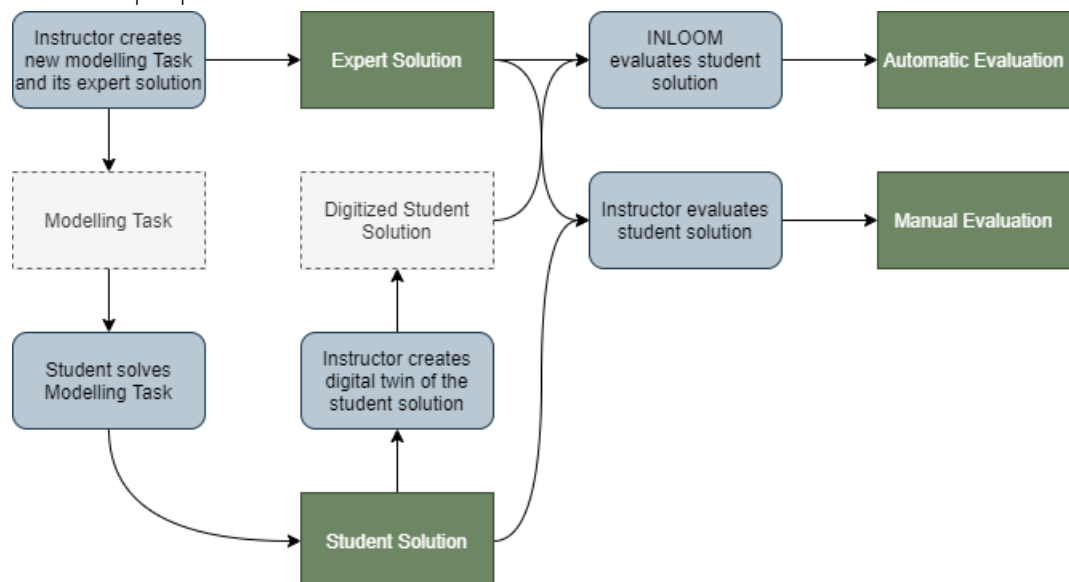 Instructor creates
new modelling Task
and its expert solution
Expert Solution
INLOOM
evaluates student
solution
Automatic Evaluation
Modelling Task
Digitized Student
Solution
Instructor evaluates
student solution
Manual Evaluation
Student solves
Modelling Task
Instructor creates
digital twin of the
student solution
Student Solution